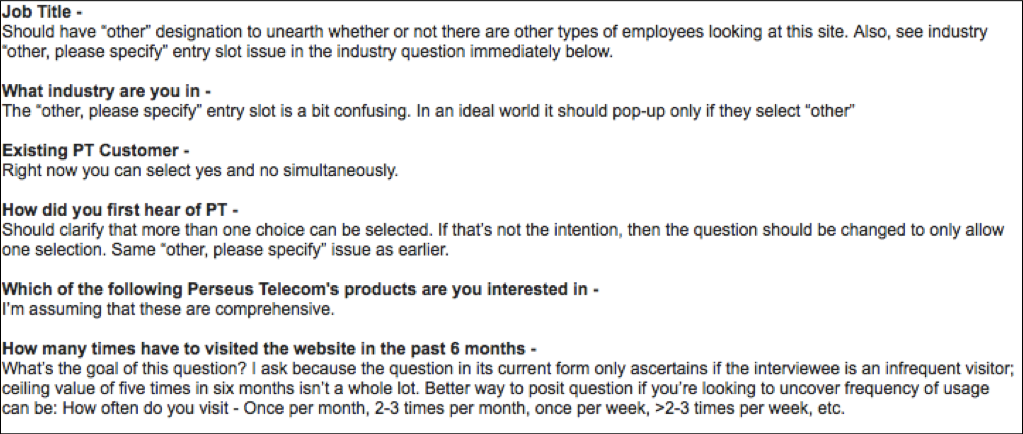 Job Title -
Should have “other” designation to unearth whether or not there are other types of employees looking at this site. Also, see industry
“other, please specify” entry slot issue in the industry question immediately below.
What industry are you in -
The “other, please specify” entry slot is a bit confusing. In an ideal world it should pop-up only if they select “other”
Existing PT Customer -
Right now you can select yes and no simultaneously.
How did you first hear of PT -
Should clarify that more than one choice can be selected. If that’s not the intention, then the question should be changed to only allow
one selection. Same “other, please specify” issue as earlier.
Which of the following Perseus Telecom's products are you interested in -
I’m assuming that these are comprehensive.
How many times have to visited the website in the past 6 months -
What’s the goal of this question? I ask because the question in its current form only ascertains if the interviewee is an infrequent visitor;
ceiling value of five times in six months isn’t a whole lot. Better way to posit question if you’re looking to uncover frequency of usage
can be: How often do you visit - Once per month, 2-3 times per month, once per week, >2-3 times per week, etc.